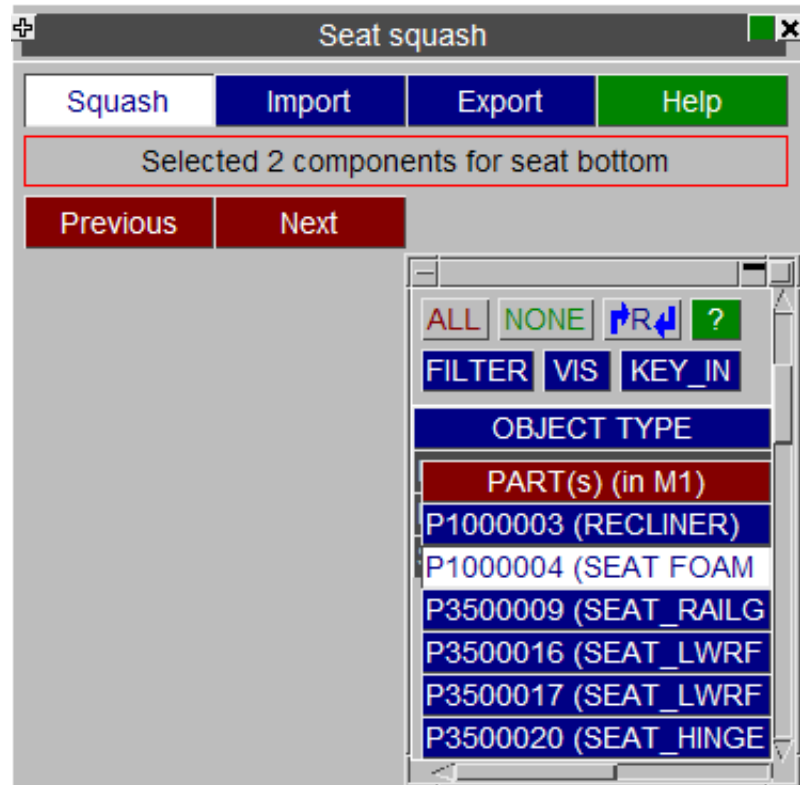 Seat squash
Squash Import Export Help
Selected 2 components for seat bottom
Previous Next
ALL NONE R ?
FILTER VIS KEY_IN
OBJECT TYPE
PART(s) (in M1)
P1000003 (RECLINER)
P1000004 (SEAT FOAM
P3500009 (SEAT_RAILG
P3500016 (SEAT_LWRF
P3500017 (SEAT_LWRF
P3500020 (SEAT_HINGE